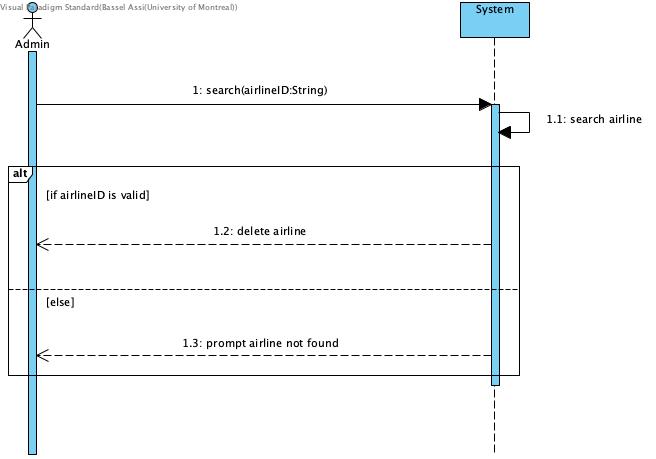 Visual Paradigm Standard(Bassel Assi(University of Montreal))
System
Admin
1: search(airlineID:String)
1.1: search airline
alt
[if airlineID is valid]
1.2: delete airline
[else]
1.3: prompt airline not found